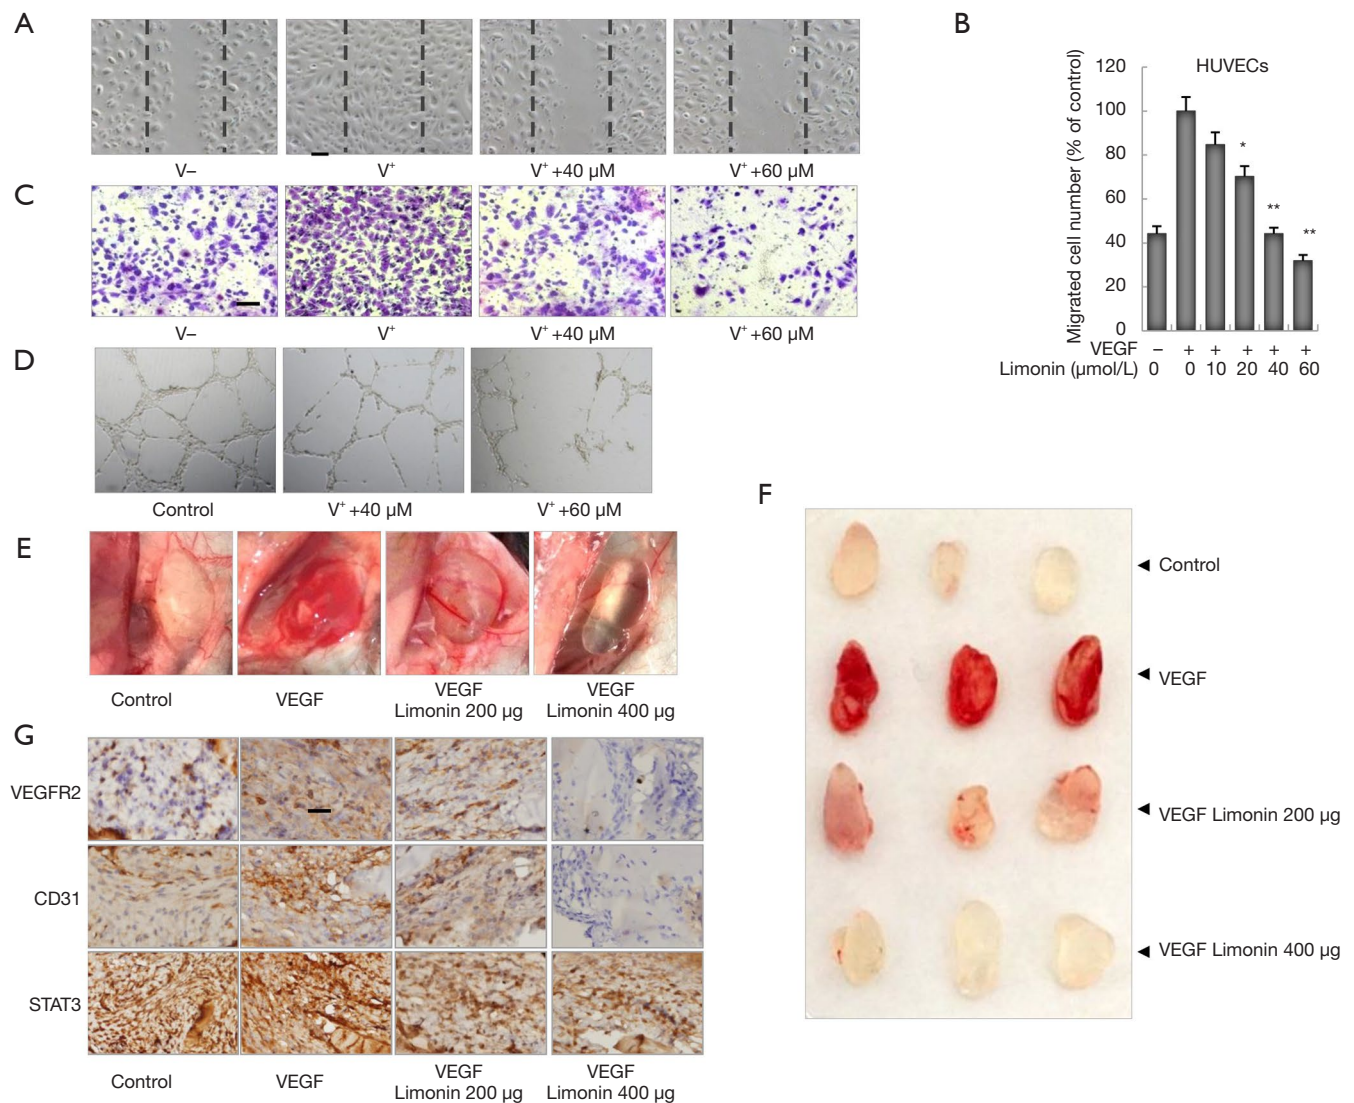 A
V–
V+
V+ +40 µM
V+ +60 µM
B
HUVECs
Migrated cell number (% of control)
120
100
80
60
40
20
0
*
**
**
VEGF – + + + + +
Limonin (µmol/L) 0 0 10 20 40 60
C
V–
V+
V+ +40 µM
V+ +60 µM
D
Control
V+ +40 µM
V+ +60 µM
E
Control
VEGF
VEGF
Limonin 200 µg
VEGF
Limonin 400 µg
F
Control
VEGF
VEGF Limonin 200 µg
VEGF Limonin 400 µg
G
VEGFR2
CD31
STAT3
Control
VEGF
VEGF
Limonin 200 µg
VEGF
Limonin 400 µg